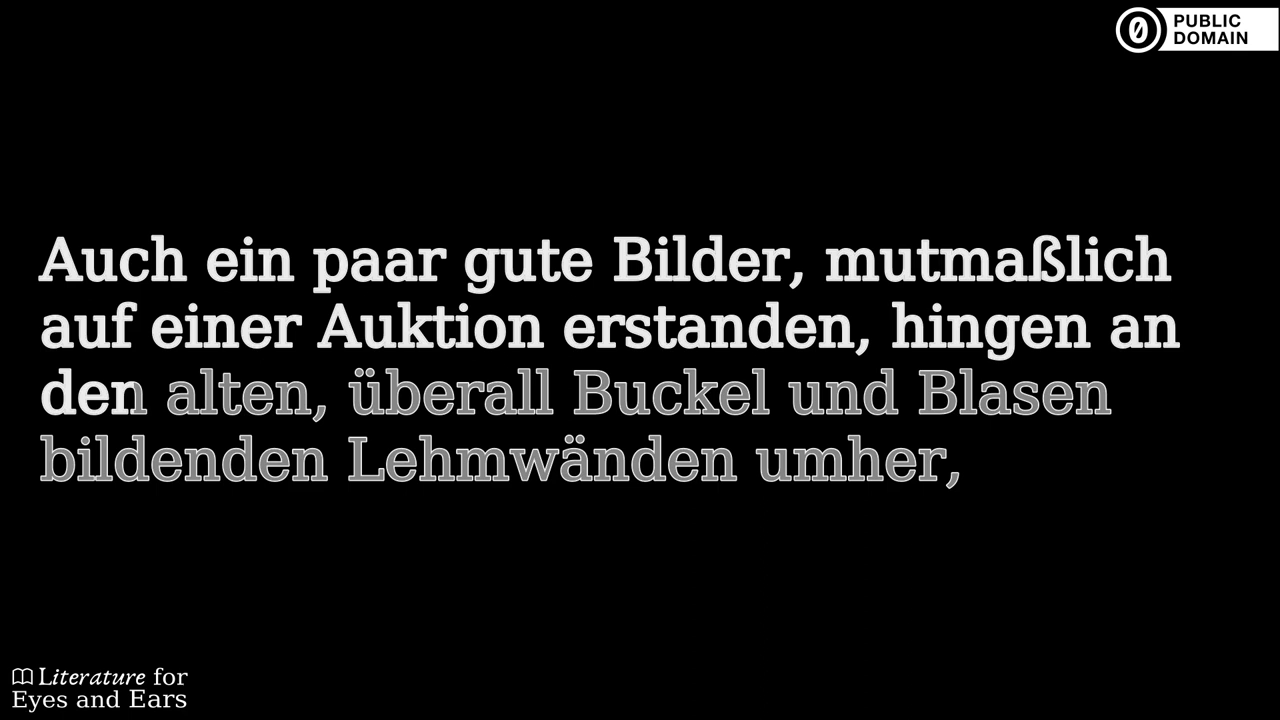 PUBLIC
DOMAIN
Auch ein paar gute Bilder, mutmaßlich
auf einer Auktion erstanden, hingen an
den alten, überall Buckel und Blasen
bildenden Lehmwänden umher,
Literature for
Eyes and Ears